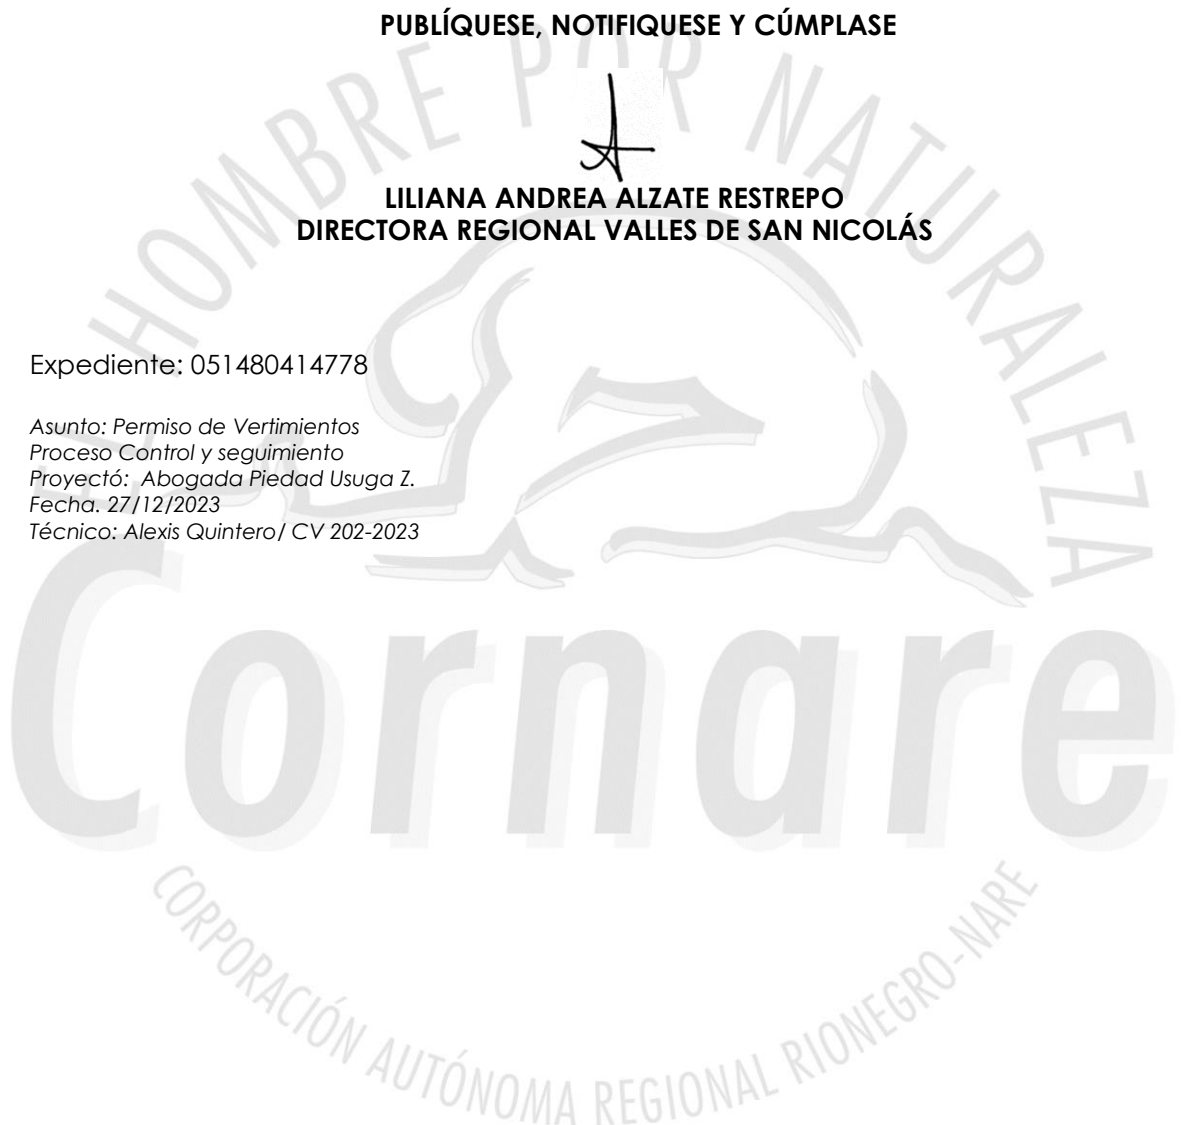 PUBLÍQUESE, NOTIFIQUESE Y CÚMPLASE
LILIANA ANDREA ALZATE RESTREPO
DIRECTORA REGIONAL VALLES DE SAN NICOLÁS
Expediente: 051480414778
Asunto: Permiso de Vertimientos
Proceso Control y seguimiento
Proyectó: Abogada Piedad Usuga Z.
Fecha. 27/12/2023
Técnico: Alexis Quintero/ CV 202-2023
EL HOMBRE POR NATURALEZA
Cornare
CORPORACIÓN AUTÓNOMA REGIONAL RIONEGRO-NARE